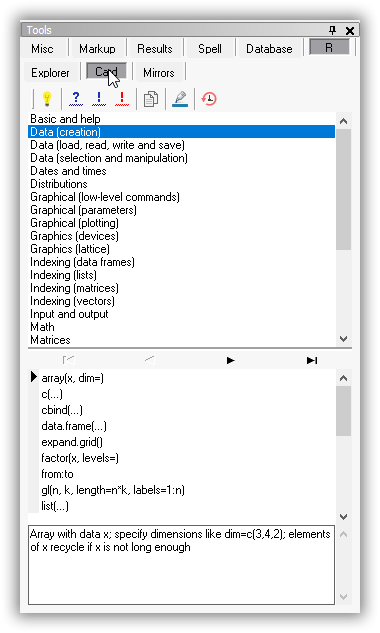 Tools
Misc Markup Results Spell Database R
Explorer Card Mirrors
? ! !
Basic and help
Data (creation)
Data (load, read, write and save)
Data (selection and manipulation)
Dates and times
Distributions
Graphical (low-level commands)
Graphical (parameters)
Graphical (plotting)
Graphics (devices)
Graphics (lattice)
Indexing (data frames)
Indexing (lists)
Indexing (matrices)
Indexing (vectors)
Input and output
Math
Matrices
array(x, dim=)
c(...)
cbind(...)
data.frame(...)
expand.grid()
factor(x, levels=)
from:to
gl(n, k, length=n*k, labels=1:n)
list(...)
Array with data x; specify dimensions like dim=c(3,4,2); elements
of x recycle if x is not long enough